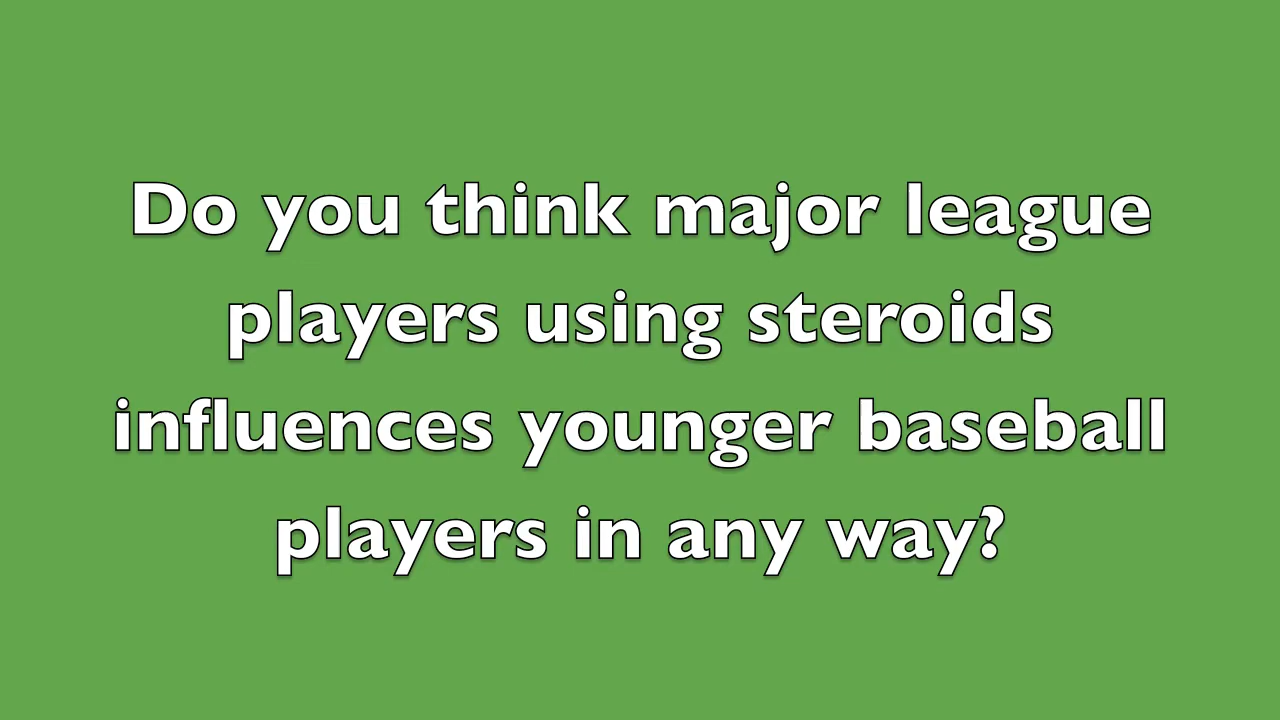 Do you think major league
players using steroids
influences younger baseball
players in any way?